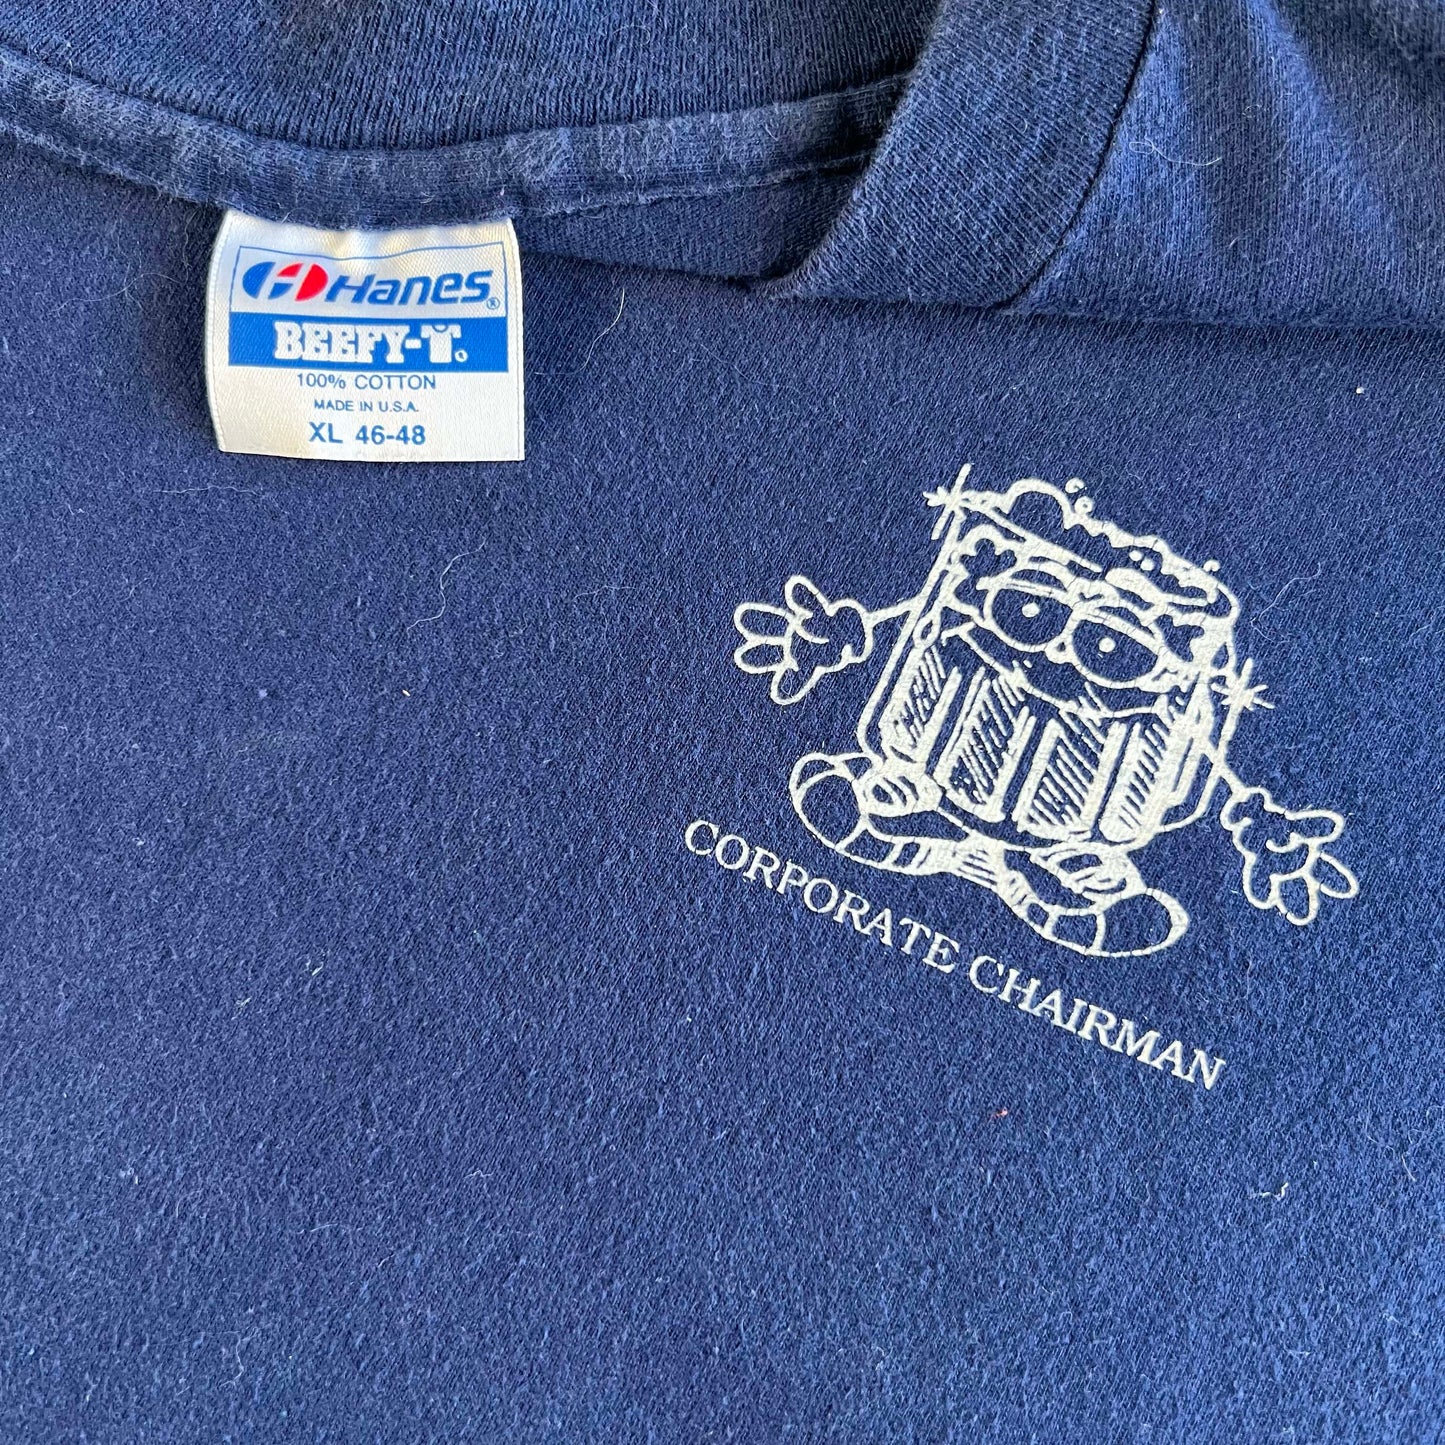 Hanes®
BEEFY-T®
100% COTTON
MADE IN U.S.A.
XL 46-48
CORPORATE CHAIRMAN